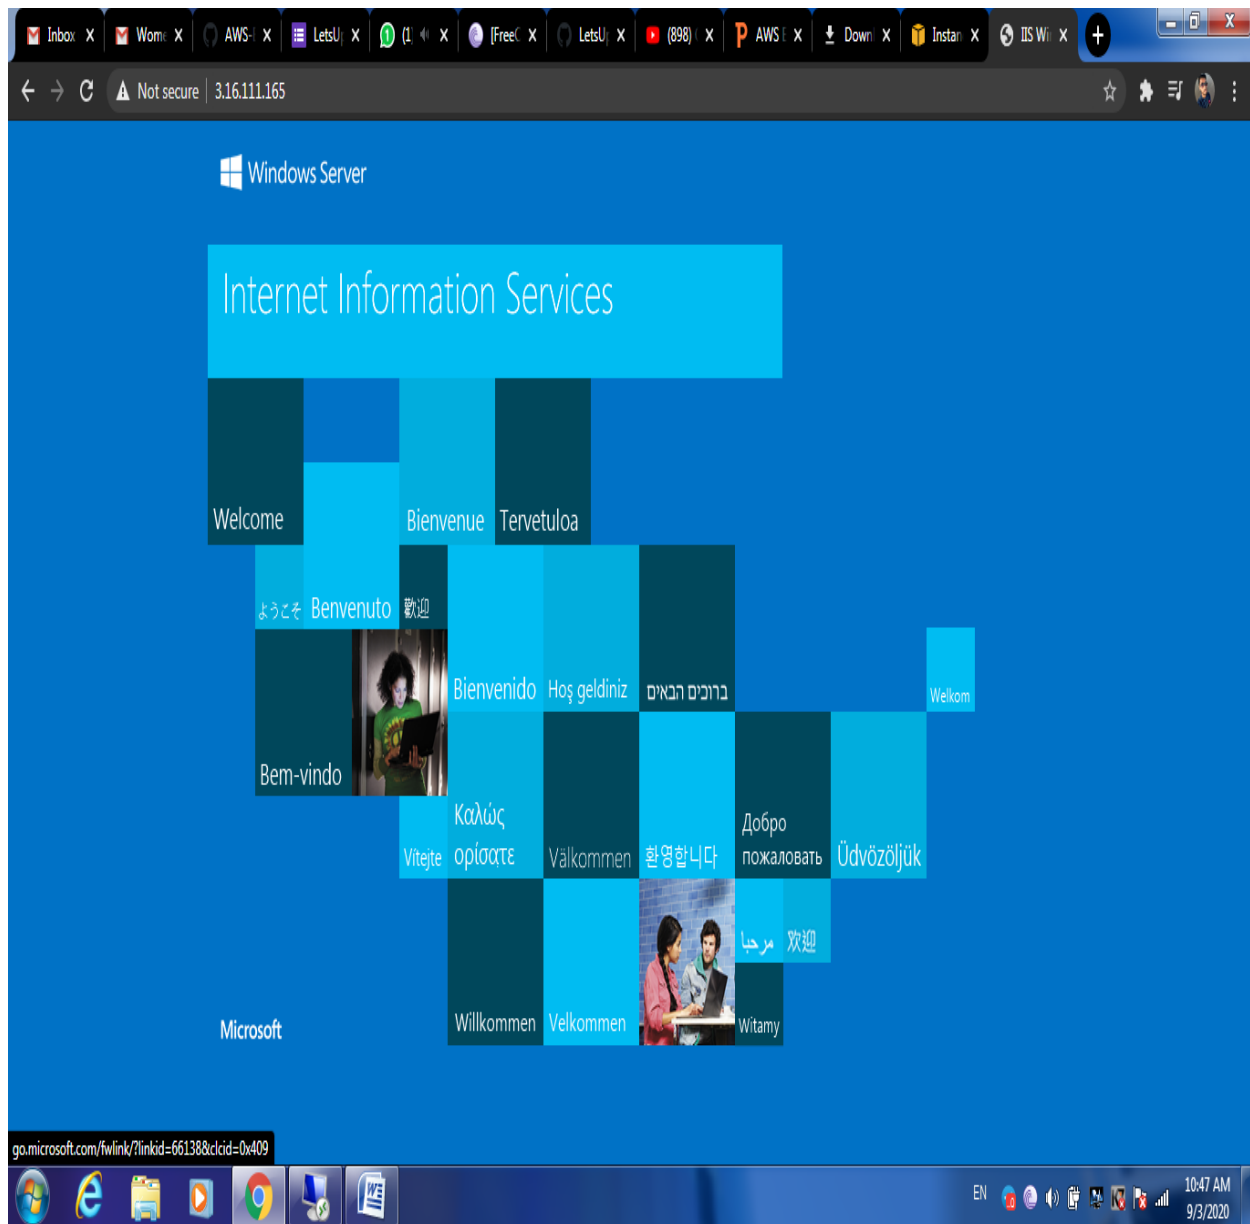 Inbox
Wom
AWS-
LetsU
(1)
[FreeC
LetsU
(898)
AWS E
Down
Instan
IIS Wi
Not secure
3.16.111.165
Windows Server
Internet Information Services
Welcome
Bienvenue
Tervetuloa
ようこそ
Benvenuto
歡迎
Bienvenido
Hoş geldiniz
ברוכים הבאים
Welkom
Bem-vindo
Vítejte
Καλώς
ορίσατε
Välkommen
환영합니다
Добро
пожаловать
Üdvözöljük
Willkommen
Velkommen
مرحبا
欢迎
Witamy
Microsoft
go.microsoft.com/fwlink/?linkid=66138&clcid=0x409
EN
10:47 AM
9/3/2020